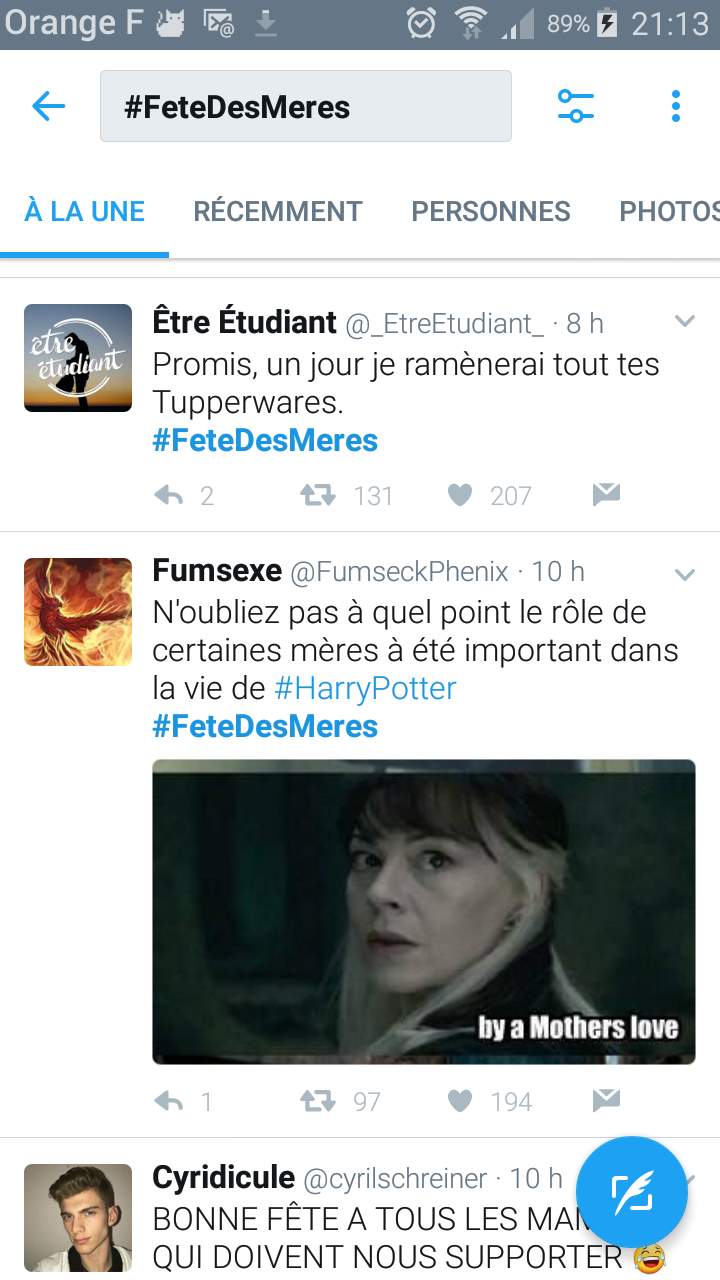 Orange F 89% 21:13
#FeteDesMeres
À LA UNE RÉCEMMENT PERSONNES PHOTOS
être
étudiant
Être Étudiant @_EtreEtudiant_ · 8 h
Promis, un jour je ramènerai tout tes
Tupperwares.
#FeteDesMeres
2 131 207
Fumsexe @FumseckPhenix · 10 h
N'oubliez pas à quel point le rôle de
certaines mères à été important dans
la vie de #HarryPotter
#FeteDesMeres
by a Mothers love
1 97 194
Cyridicule @cyrilschreiner · 10 h
BONNE FÊTE A TOUS LES
QUI DOIVENT NOUS SUPPORTER 😂